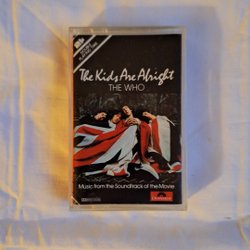 The Kids Are Alright
THE WHO
Music from the Soundtrack of the Movie